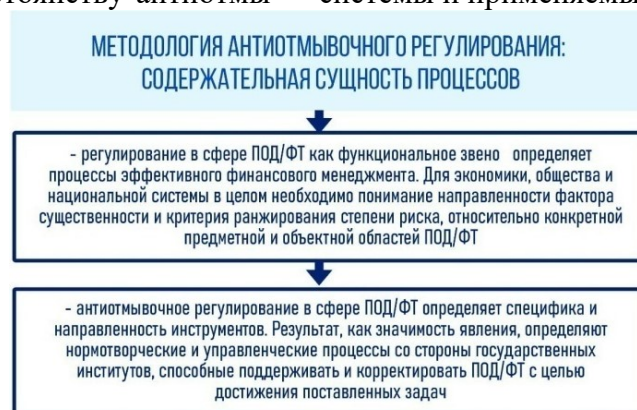 системы и применяемы
МЕТОДОЛОГИЯ АНТИОТМЫВОЧНОГО РЕГУЛИРОВАНИЯ:
СОДЕРЖАТЕЛЬНАЯ СУЩНОСТЬ ПРОЦЕССОВ
- регулирование в сфере ПОД/ФТ как функциональное звено определяет
процессы эффективного финансового менеджмента. Для экономики, общества и
национальной системы в целом необходимо понимание направленности фактора
существенности и критерия ранжирования степени риска, относительно конкретной
предметной и объектной областей ПОД/ФТ
- антиотмывочное регулирование в сфере ПОД/ФТ определяет специфика и
направленность инструментов. Результат, как значимость явления, определяют
нормотворческие и управленческие процессы со стороны государственных
институтов, способные поддерживать и корректировать ПОД/ФТ с целью
достижения поставленных задач